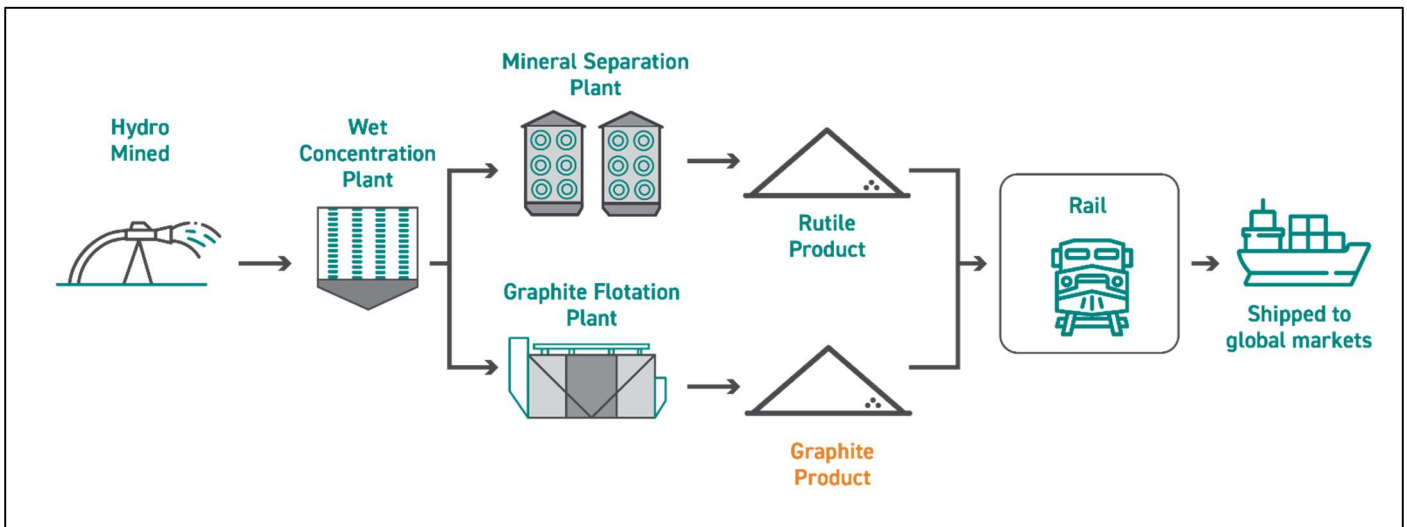 Hydro
Mined
Wet
Concentration
Plant
Mineral Separation
Plant
Rutile
Product
Graphite Flotation
Plant
Graphite
Product
Rail
Shipped to
global markets